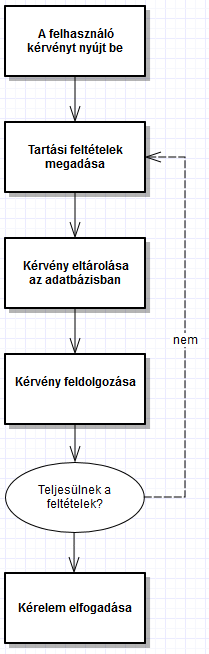 A felhasználó
kérvényt nyújt be
Tartási feltételek
megadása
Kérvény eltárolása
az adatbázisban
Kérvény feldolgozása
nem
Teljesülnek a
feltételek?
Kérelem elfogadása